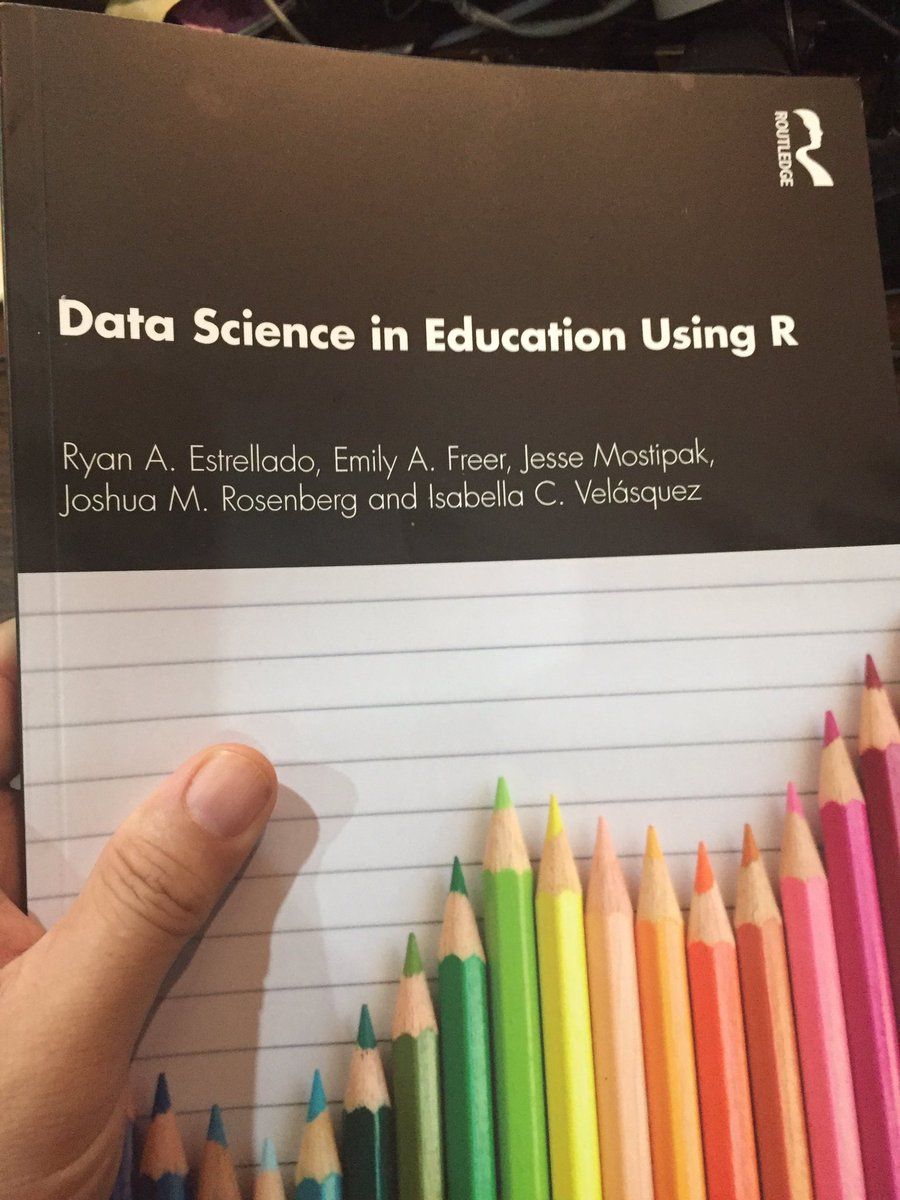 ROUTLEDGE
Data Science in Education Using R
Ryan A. Estrellado, Emily A. Freer, Jesse Mostipak,
Joshua M. Rosenberg and Isabella C. Velásquez